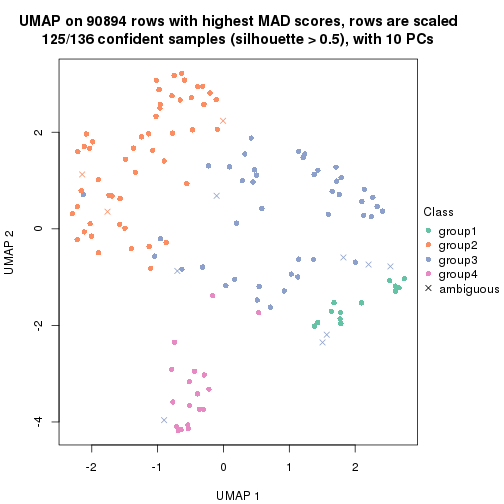 UMAP on 90894 rows with highest MAD scores, rows are scaled
125/136 confident samples (silhouette > 0.5), with 10 PCs
UMAP 2
2
0
-2
-4
-2
-1
0
1
2
UMAP 1
Class
group1
group2
group3
group4
ambiguous